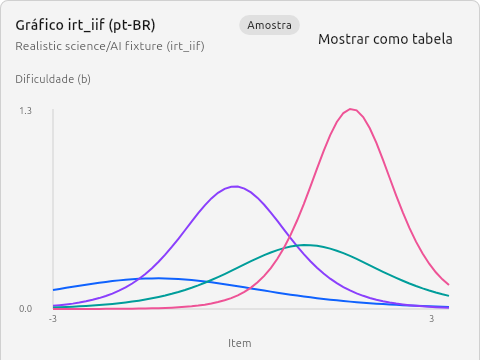 Gráfico irt_iif (pt-BR)
Amostra
Mostrar como tabela
Realistic science/AI fixture (irt_iif)
Dificuldade (b)
1.3
0.0
-3
3
Item